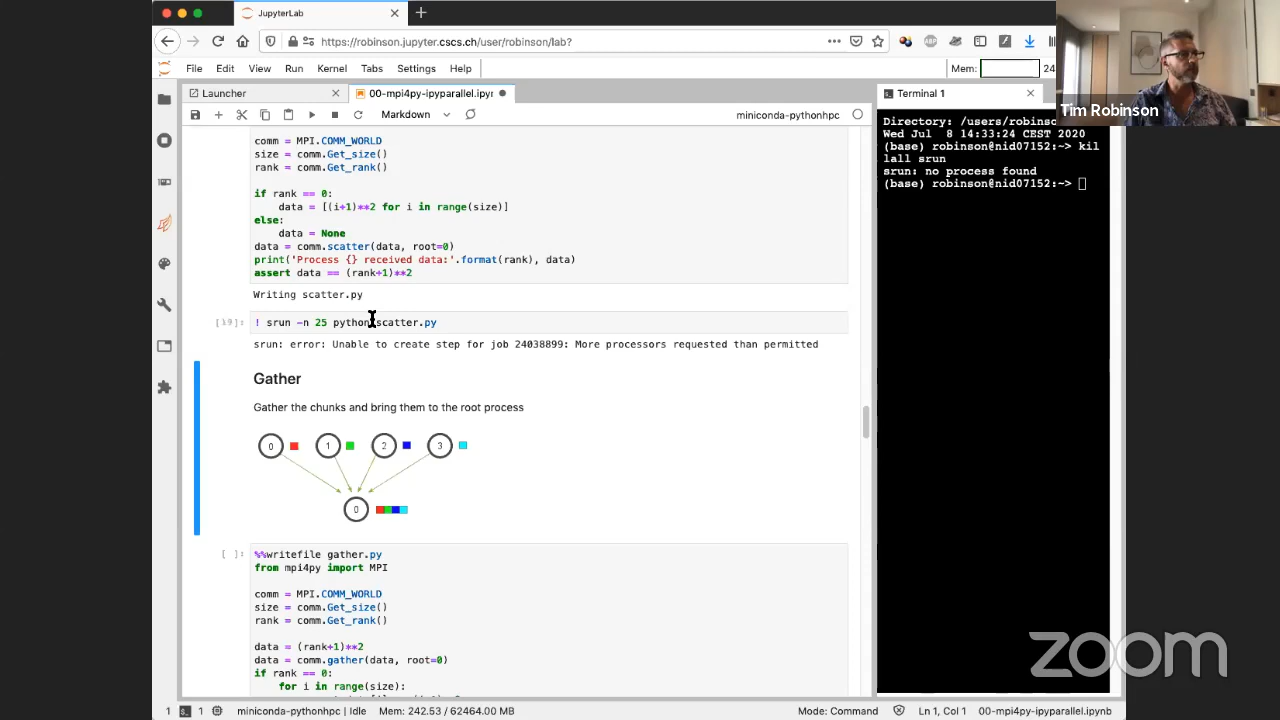 JupyterLab
https://robinson.jupyter.cscs.ch/user/robinson/lab?
File Edit View Run Kernel Tabs Settings Help
Mem: 24
Launcher
00-mpi4py-ipyparallel.ipyr
Markdown
miniconda-pythonhpc
comm = MPI.COMM_WORLD
size = comm.Get_size()
rank = comm.Get_rank()
if rank == 0:
data = [(i+1)**2 for i in range(size)]
else:
data = None
data = comm.scatter(data, root=0)
print('Process {} received data:'.format(rank), data)
assert data == (rank+1)**2
Writing scatter.py
[19]: ! srun -n 25 python scatter.py
srun: error: Unable to create step for job 24038899: More processors requested than permitted
Gather
Gather the chunks and bring them to the root process
0 1 2 3
0
[ ]: %%writefile gather.py
from mpi4py import MPI
comm = MPI.COMM_WORLD
size = comm.Get_size()
rank = comm.Get_rank()
data = (rank+1)**2
data = comm.gather(data, root=0)
if rank == 0:
for i in range(size):
Terminal 1
Directory: /users/robinso
Wed Jul 8 14:33:24 CEST 2020
(base) robinson@nid07152:~> kil
lall srun
srun: no process found
(base) robinson@nid07152:~>
Tim Robinson
zoom
1 1 miniconda-pythonhpc | Idle Mem: 242.53 / 62464.00 MB Mode: Command Ln 1, Col 1 00-mpi4py-ipyparallel.ipynb